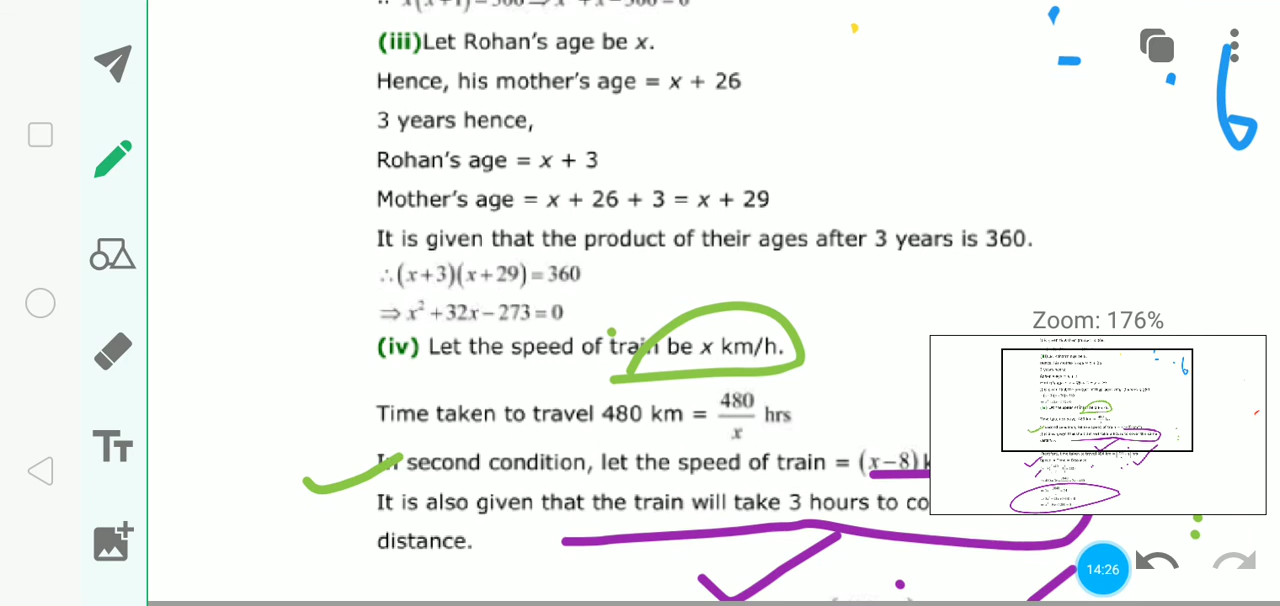 (iii)Let Rohan's age be x.
Hence, his mother's age = x + 26
3 years hence,
Rohan's age = x + 3
Mother's age = x + 26 + 3 = x + 29
It is given that the product of their ages after 3 years is 360.
∴(x+3)(x+29)=360
⇒x²+32x−273=0
(iv) Let the speed of train be x km/h.
Time taken to travel 480 km = 480/x hrs
In second condition, let the speed of train = (x−8)
It is also given that the train will take 3 hours to co
distance.
6
Zoom: 176%
14:26
Tт